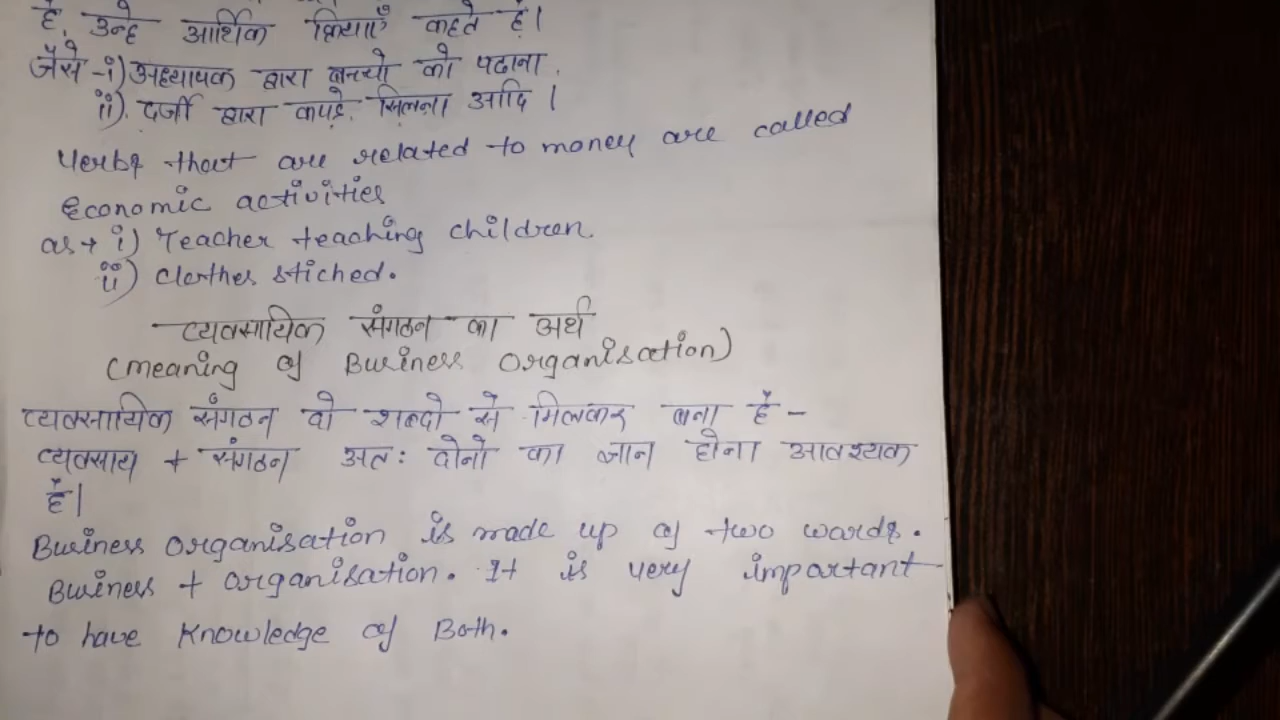 है, उन्हे आर्थिक क्रियाएँ कहते है।
जैसे -i) अध्यापक द्वारा बच्चो को पढाना.
ii). दर्जी द्वारा कपड़े. सिलना आदि ।
Verbs that are related to money are called
Economic activities
as → i) Teacher teaching children.
ii) Clothes stiched.
व्यवसायिक संगठन का अर्थ
(Meaning of Business Organisation)
व्यवसायिक संगठन दो शब्दो से मिलकर बना है -
व्यवसाय + संगठन अत: दोनो का ज्ञान होना आवश्यक
है।
Business Organisation is made up of two words.
Business + organisation. It is very important
to have Knowledge of Both.